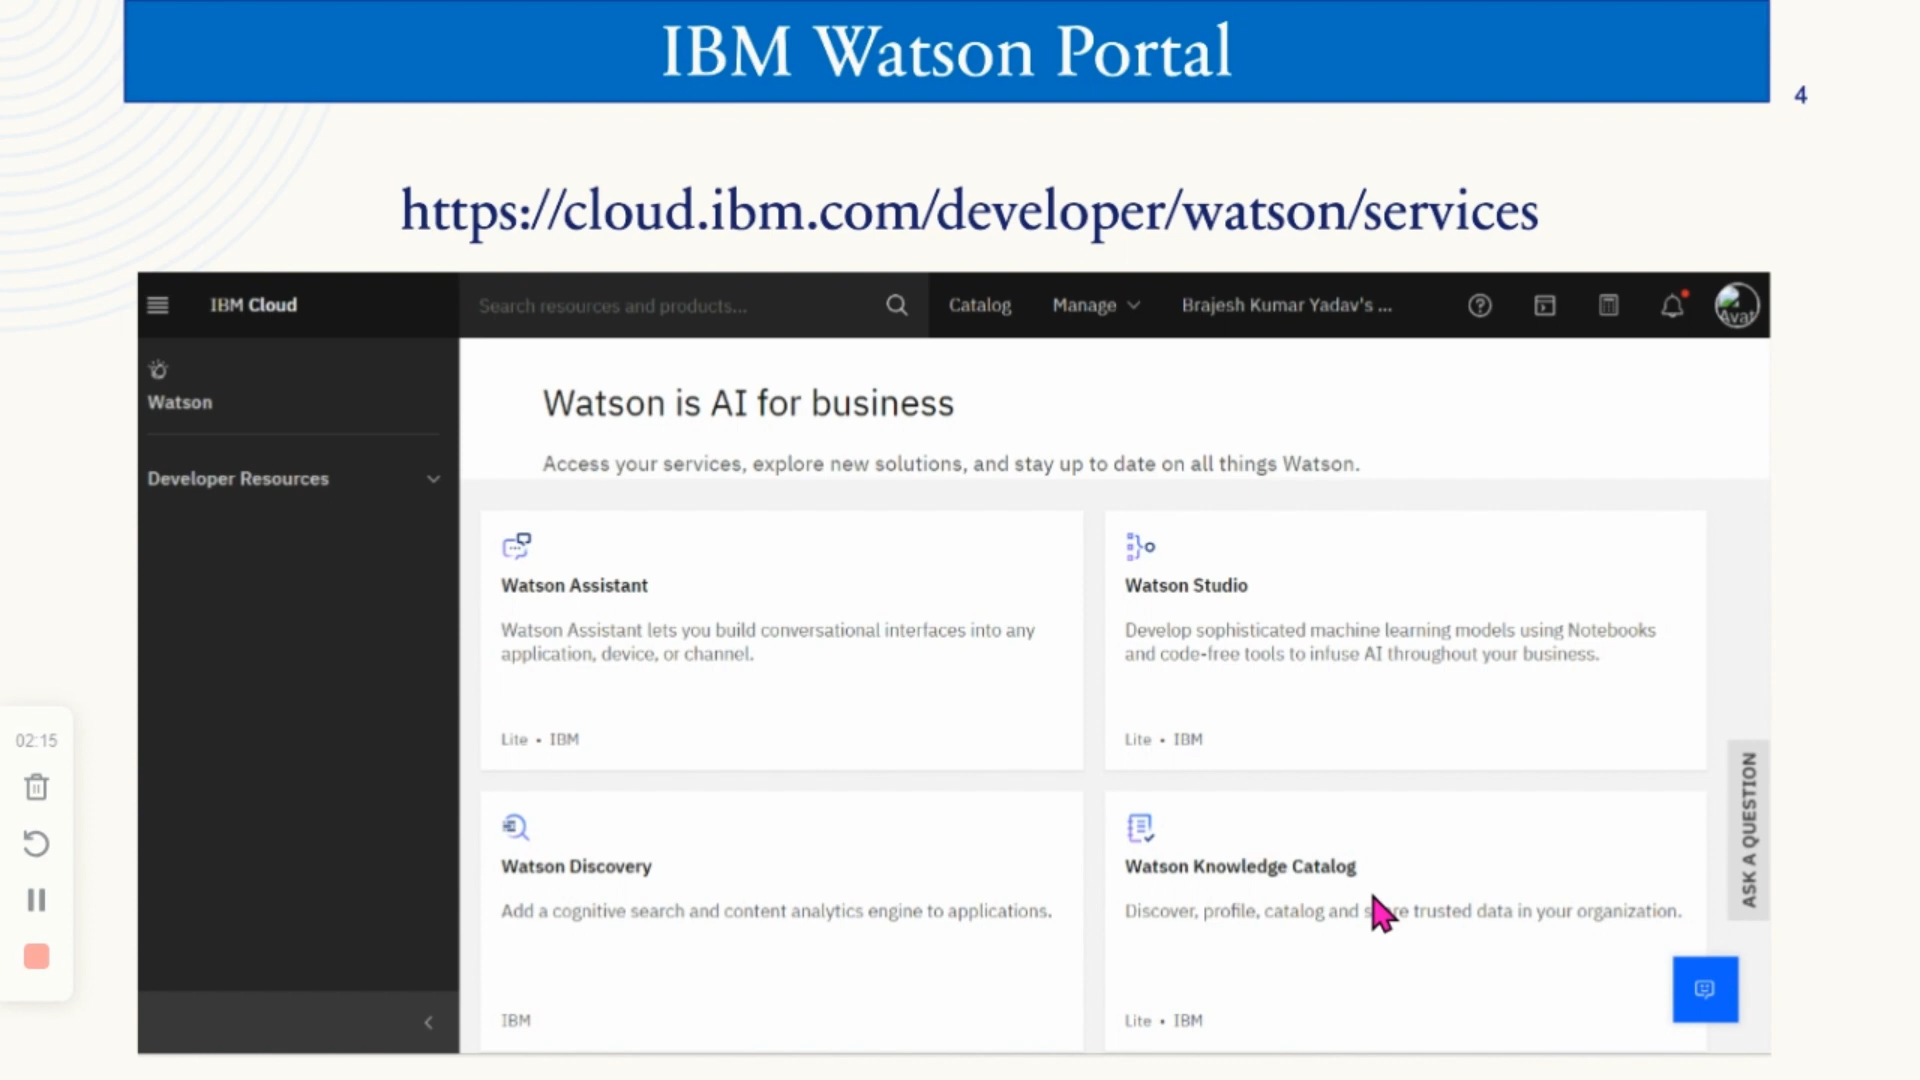 IBM Watson Portal
4
https://cloud.ibm.com/developer/watson/services
IBM Cloud
Search resources and products...
Catalog
Manage
Brajesh Kumar Yadav's ...
Avat
Watson
Developer Resources
Watson is AI for business
Access your services, explore new solutions, and stay up to date on all things Watson.
Watson Assistant
Watson Assistant lets you build conversational interfaces into any
application, device, or channel.
Lite • IBM
Watson Studio
Develop sophisticated machine learning models using Notebooks
and code-free tools to infuse AI throughout your business.
Lite • IBM
Watson Discovery
Add a cognitive search and content analytics engine to applications.
IBM
Watson Knowledge Catalog
Discover, profile, catalog and trusted data in your organization.
Lite • IBM
ASK A QUESTION
02:15